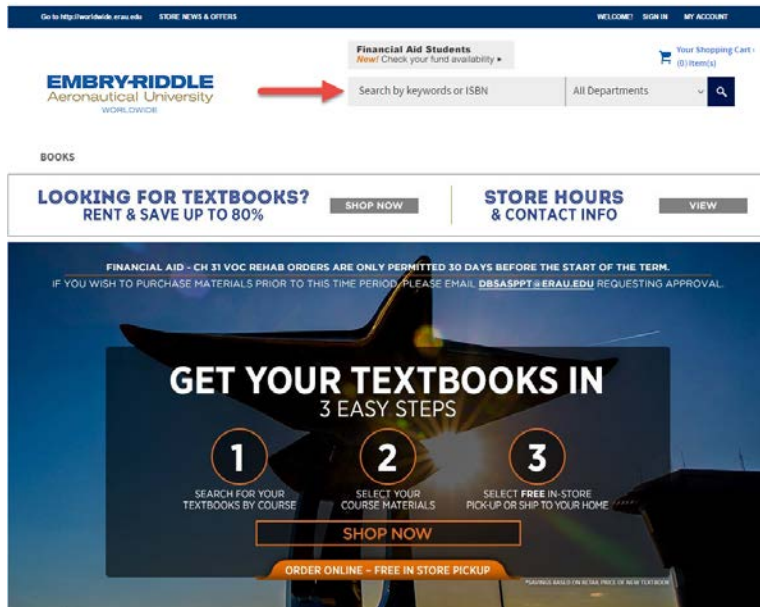 Go to http://worldwide.erau.edu STORE NEWS & OFFERS WELCOME! SIGN IN MY ACCOUNT
Financial Aid Students
New! Check your fund availability ▸
Your Shopping Cart ›
(0) Item(s)
EMBRY-RIDDLE
Aeronautical University
WORLDWIDE
Search by keywords or ISBN All Departments
BOOKS
LOOKING FOR TEXTBOOKS?
RENT & SAVE UP TO 80%
SHOP NOW
STORE HOURS
& CONTACT INFO
VIEW
FINANCIAL AID - CH 31 VOC REHAB ORDERS ARE ONLY PERMITTED 30 DAYS BEFORE THE START OF THE TERM.
IF YOU WISH TO PURCHASE MATERIALS PRIOR TO THIS TIME PERIOD, PLEASE EMAIL DBSASPPT@ERAU.EDU REQUESTING APPROVAL.
GET YOUR TEXTBOOKS IN
3 EASY STEPS
1
SEARCH FOR YOUR
TEXTBOOKS BY COURSE
2
SELECT YOUR
COURSE MATERIALS
3
SELECT FREE IN-STORE
PICK-UP OR SHIP TO YOUR HOME
SHOP NOW
ORDER ONLINE – FREE IN STORE PICKUP
*SAVINGS BASED ON RETAIL PRICE OF NEW TEXTBOOK